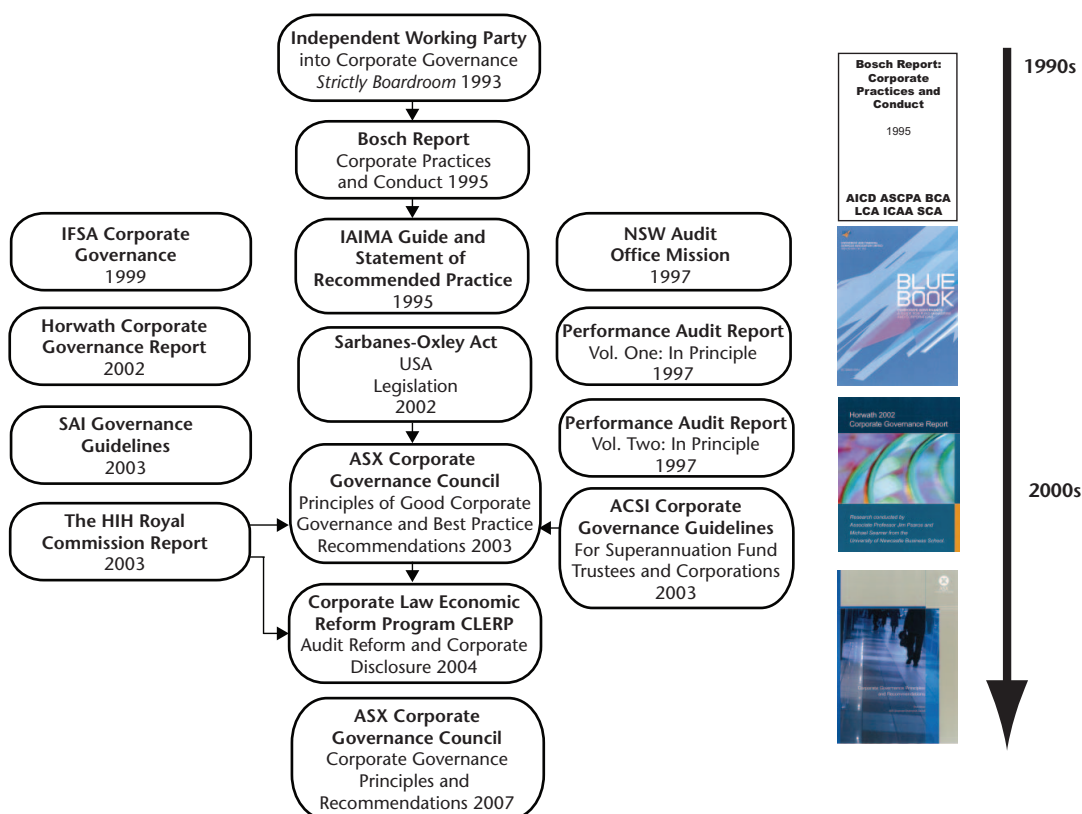 Independent Working Party
into Corporate Governance
Strictly Boardroom 1993
Bosch Report
Corporate Practices
and Conduct 1995
IFSA Corporate
Governance
1999
IAIMA Guide and
Statement of
Recommended Practice
1995
NSW Audit
Office Mission
1997
Horwath Corporate
Governance Report
2002
Sarbanes-Oxley Act
USA
Legislation
2002
Performance Audit Report
Vol. One: In Principle
1997
SAI Governance
Guidelines
2003
Performance Audit Report
Vol. Two: In Principle
1997
ASX Corporate
Governance Council
Principles of Good Corporate
Governance and Best Practice
Recommendations 2003
The HIH Royal
Commission Report
2003
ACSI Corporate
Governance Guidelines
For Superannuation Fund
Trustees and Corporations
2003
Corporate Law Economic
Reform Program CLERP
Audit Reform and Corporate
Disclosure 2004
ASX Corporate
Governance Council
Corporate Governance
Principles and
Recommendations 2007
Bosch Report:
Corporate
Practices and
Conduct
1995
AICD ASCPA BCA
LCA ICAA SCA
BLUE
BOOK
Horwath 2002
Corporate Governance Report
Research conducted by
Associate Professor Jim Psaros and
Michael Seamer from the
University of Newcastle Business School.
Corporate Governance Principles
and Recommendations
1990s
2000s